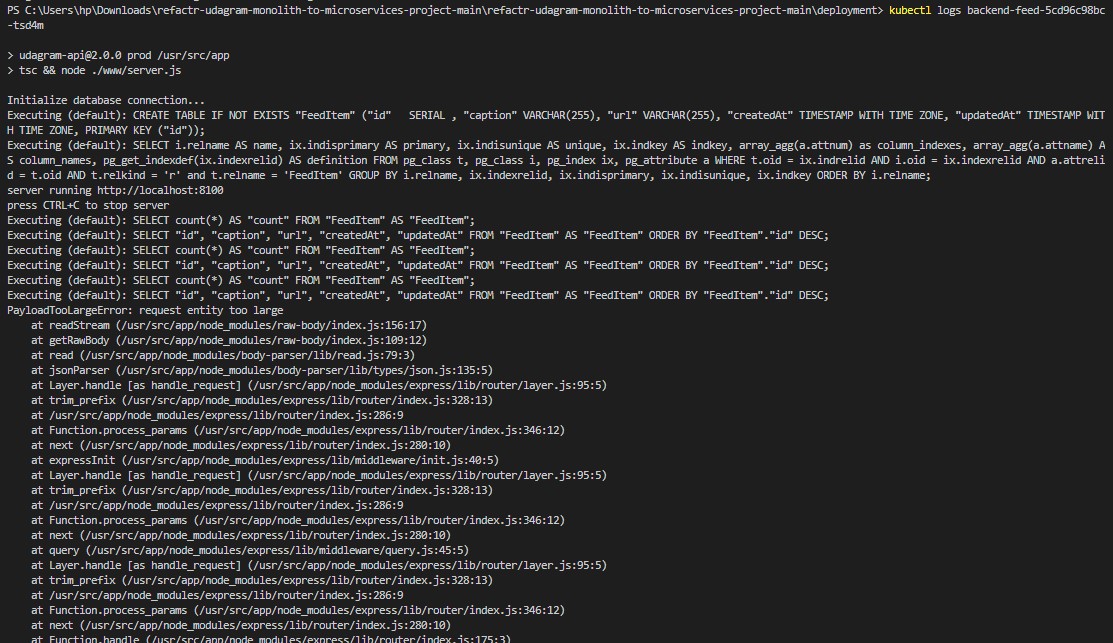 PS C:\Users\hp\Downloads\refactr-udagram-monolith-to-microservices-project-main\refactr-udagram-monolith-to-microservices-project-main\deployment> kubectl logs backend-feed-5cd96c98bc
-tsd4m
> udagram-api@2.0.0 prod /usr/src/app
> tsc && node ./www/server.js
Initialize database connection...
Executing (default): CREATE TABLE IF NOT EXISTS "FeedItem" ("id"   SERIAL , "caption" VARCHAR(255), "url" VARCHAR(255), "createdAt" TIMESTAMP WITH TIME ZONE, "updatedAt" TIMESTAMP WIT
H TIME ZONE, PRIMARY KEY ("id"));
Executing (default): SELECT i.relname AS name, ix.indisprimary AS primary, ix.indisunique AS unique, ix.indkey AS indkey, array_agg(a.attnum) as column_indexes, array_agg(a.attname) A
S column_names, pg_get_indexdef(ix.indexrelid) AS definition FROM pg_class t, pg_class i, pg_index ix, pg_attribute a WHERE t.oid = ix.indrelid AND i.oid = ix.indexrelid AND a.attreli
d = t.oid AND t.relkind = 'r' and t.relname = 'FeedItem' GROUP BY i.relname, ix.indexrelid, ix.indisprimary, ix.indisunique, ix.indkey ORDER BY i.relname;
server running http://localhost:8100
press CTRL+C to stop server
Executing (default): SELECT count(*) AS "count" FROM "FeedItem" AS "FeedItem";
Executing (default): SELECT "id", "caption", "url", "createdAt", "updatedAt" FROM "FeedItem" AS "FeedItem" ORDER BY "FeedItem"."id" DESC;
Executing (default): SELECT count(*) AS "count" FROM "FeedItem" AS "FeedItem";
Executing (default): SELECT "id", "caption", "url", "createdAt", "updatedAt" FROM "FeedItem" AS "FeedItem" ORDER BY "FeedItem"."id" DESC;
Executing (default): SELECT count(*) AS "count" FROM "FeedItem" AS "FeedItem";
Executing (default): SELECT "id", "caption", "url", "createdAt", "updatedAt" FROM "FeedItem" AS "FeedItem" ORDER BY "FeedItem"."id" DESC;
PayloadTooLargeError: request entity too large
    at readStream (/usr/src/app/node_modules/raw-body/index.js:156:17)
    at getRawBody (/usr/src/app/node_modules/raw-body/index.js:109:12)
    at read (/usr/src/app/node_modules/body-parser/lib/read.js:79:3)
    at jsonParser (/usr/src/app/node_modules/body-parser/lib/types/json.js:135:5)
    at Layer.handle [as handle_request] (/usr/src/app/node_modules/express/lib/router/layer.js:95:5)
    at trim_prefix (/usr/src/app/node_modules/express/lib/router/index.js:328:13)
    at /usr/src/app/node_modules/express/lib/router/index.js:286:9
    at Function.process_params (/usr/src/app/node_modules/express/lib/router/index.js:346:12)
    at next (/usr/src/app/node_modules/express/lib/router/index.js:280:10)
    at expressInit (/usr/src/app/node_modules/express/lib/middleware/init.js:40:5)
    at Layer.handle [as handle_request] (/usr/src/app/node_modules/express/lib/router/layer.js:95:5)
    at trim_prefix (/usr/src/app/node_modules/express/lib/router/index.js:328:13)
    at /usr/src/app/node_modules/express/lib/router/index.js:286:9
    at Function.process_params (/usr/src/app/node_modules/express/lib/router/index.js:346:12)
    at next (/usr/src/app/node_modules/express/lib/router/index.js:280:10)
    at query (/usr/src/app/node_modules/express/lib/middleware/query.js:45:5)
    at Layer.handle [as handle_request] (/usr/src/app/node_modules/express/lib/router/layer.js:95:5)
    at trim_prefix (/usr/src/app/node_modules/express/lib/router/index.js:328:13)
    at /usr/src/app/node_modules/express/lib/router/index.js:286:9
    at Function.process_params (/usr/src/app/node_modules/express/lib/router/index.js:346:12)
    at next (/usr/src/app/node_modules/express/lib/router/index.js:280:10)
    at Function.handle (/usr/src/app/node_modules/express/lib/router/index.js:175:3)